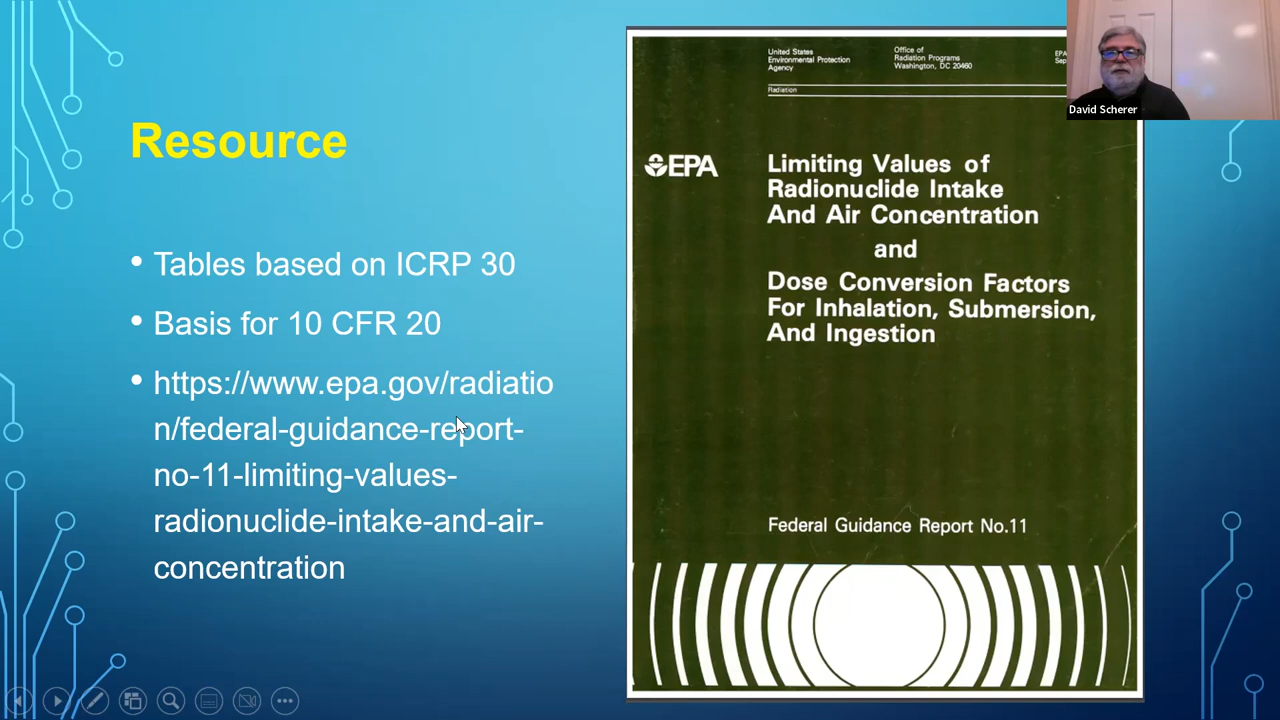 Resource
• Tables based on ICRP 30
• Basis for 10 CFR 20
• https://www.epa.gov/radiatio
n/federal-guidance-report-
no-11-limiting-values-
radionuclide-intake-and-air-
concentration
United States
Environmental Protection
Agency
Office of
Radiation Programs
Washington, DC 20460
EPA
Sep
Radiation
EPA
Limiting Values of
Radionuclide Intake
And Air Concentration
and
Dose Conversion Factors
For Inhalation, Submersion,
And Ingestion
Federal Guidance Report No.11
David Scherer